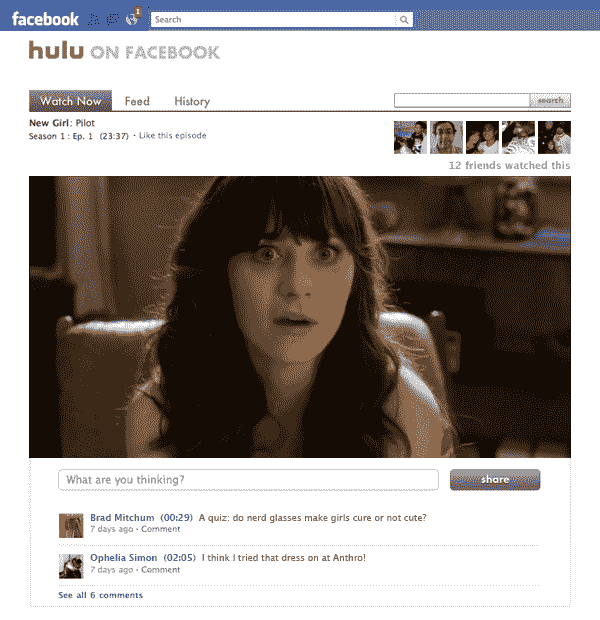 facebook
1
Search
hulu ON FACEBOOK
Watch Now
Feed
History
search
New Girl: Pilot
Season 1 : Ep. 1 (23:37) • Like this episode
12 friends watched this
What are you thinking?
share
Brad Mitchum (00:29) A quiz: do nerd glasses make girls cure or not cute?
7 days ago • Comment
Ophelia Simon (02:05) I think I tried that dress on at Anthro!
7 days ago • Comment
See all 6 comments